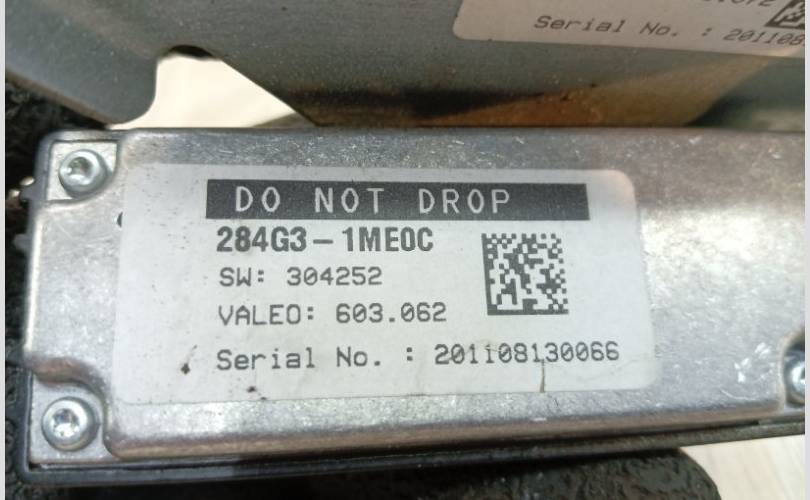 Serial No. : 201108
DO NOT DROP
284G3-1ME0C
SW: 304252
VALEO: 603.062
Serial No. : 201108130066